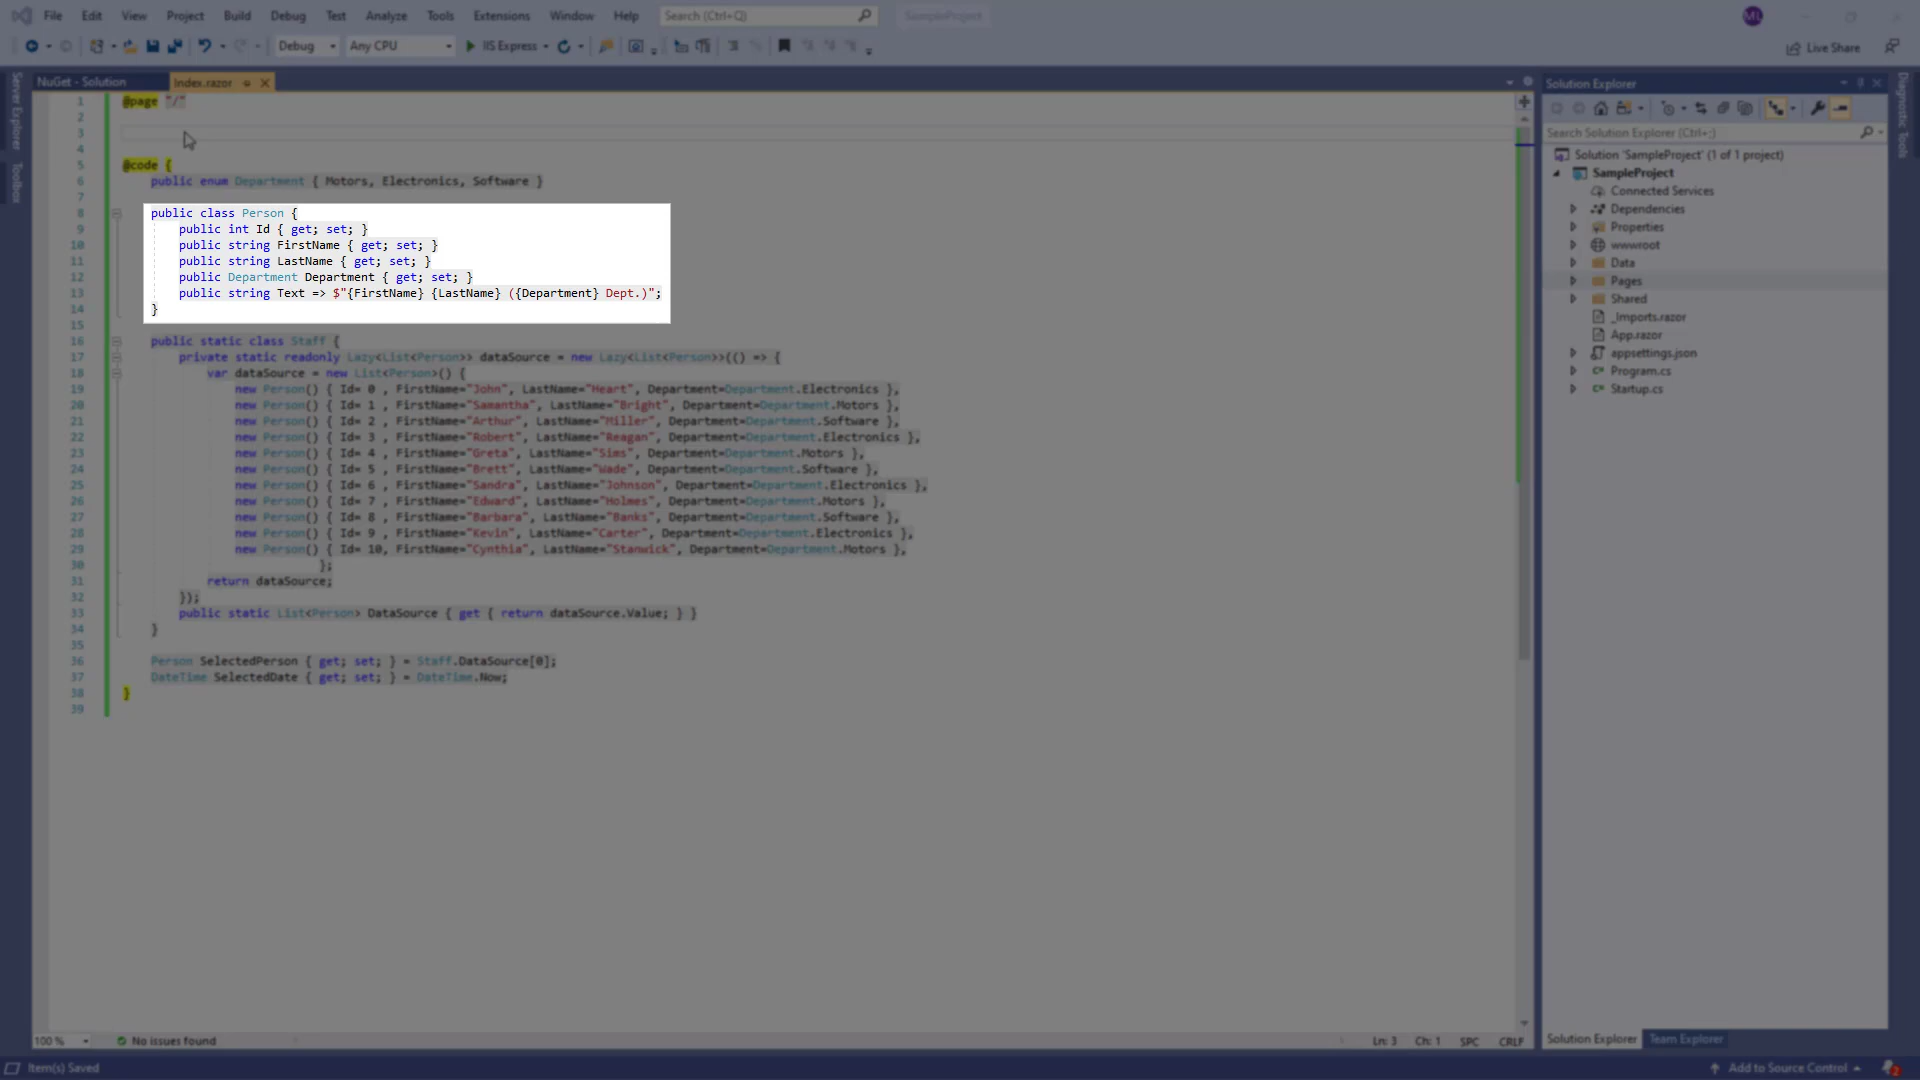 File Edit View Project Build Debug Test Analyze Tools Extensions Window Help Search (Ctrl+Q) SampleProject ML
Debug Any CPU IIS Express Live Share
Server Explorer
Toolbox
NuGet - Solution Index.razor
1 @page "/"
2
3
4
5 @code {
6 public enum Department { Motors, Electronics, Software }
7
8 public class Person {
9 public int Id { get; set; }
10 public string FirstName { get; set; }
11 public string LastName { get; set; }
12 public Department Department { get; set; }
13 public string Text => $"{FirstName} {LastName} ({Department} Dept.)";
14 }
15
16 public static class Staff {
17 private static readonly Lazy<List<Person>> dataSource = new Lazy<List<Person>>(() => {
18 var dataSource = new List<Person>() {
19 new Person() { Id= 0 , FirstName="John", LastName="Heart", Department=Department.Electronics },
20 new Person() { Id= 1 , FirstName="Samantha", LastName="Bright", Department=Department.Motors },
21 new Person() { Id= 2 , FirstName="Arthur", LastName="Miller", Department=Department.Software },
22 new Person() { Id= 3 , FirstName="Robert", LastName="Reagan", Department=Department.Electronics },
23 new Person() { Id= 4 , FirstName="Greta", LastName="Sims", Department=Department.Motors },
24 new Person() { Id= 5 , FirstName="Brett", LastName="Wade", Department=Department.Software },
25 new Person() { Id= 6 , FirstName="Sandra", LastName="Johnson", Department=Department.Electronics },
26 new Person() { Id= 7 , FirstName="Edward", LastName="Holmes", Department=Department.Motors },
27 new Person() { Id= 8 , FirstName="Barbara", LastName="Banks", Department=Department.Software },
28 new Person() { Id= 9 , FirstName="Kevin", LastName="Carter", Department=Department.Electronics },
29 new Person() { Id= 10, FirstName="Cynthia", LastName="Stanwick", Department=Department.Motors },
30 };
31 return dataSource;
32 });
33 public static List<Person> DataSource { get { return dataSource.Value; } }
34 }
35
36 Person SelectedPerson { get; set; } = Staff.DataSource[0];
37 DateTime SelectedDate { get; set; } = DateTime.Now;
38 }
39
100 % No issues found Ln: 3 Ch: 1 SPC CRLF
Solution Explorer
Search Solution Explorer (Ctrl+;)
Solution 'SampleProject' (1 of 1 project)
SampleProject
Connected Services
Dependencies
Properties
wwwroot
Data
Pages
Shared
_Imports.razor
App.razor
appsettings.json
C# Program.cs
C# Startup.cs
Solution Explorer Team Explorer
Diagnostic Tools
Item(s) Saved Add to Source Control 2